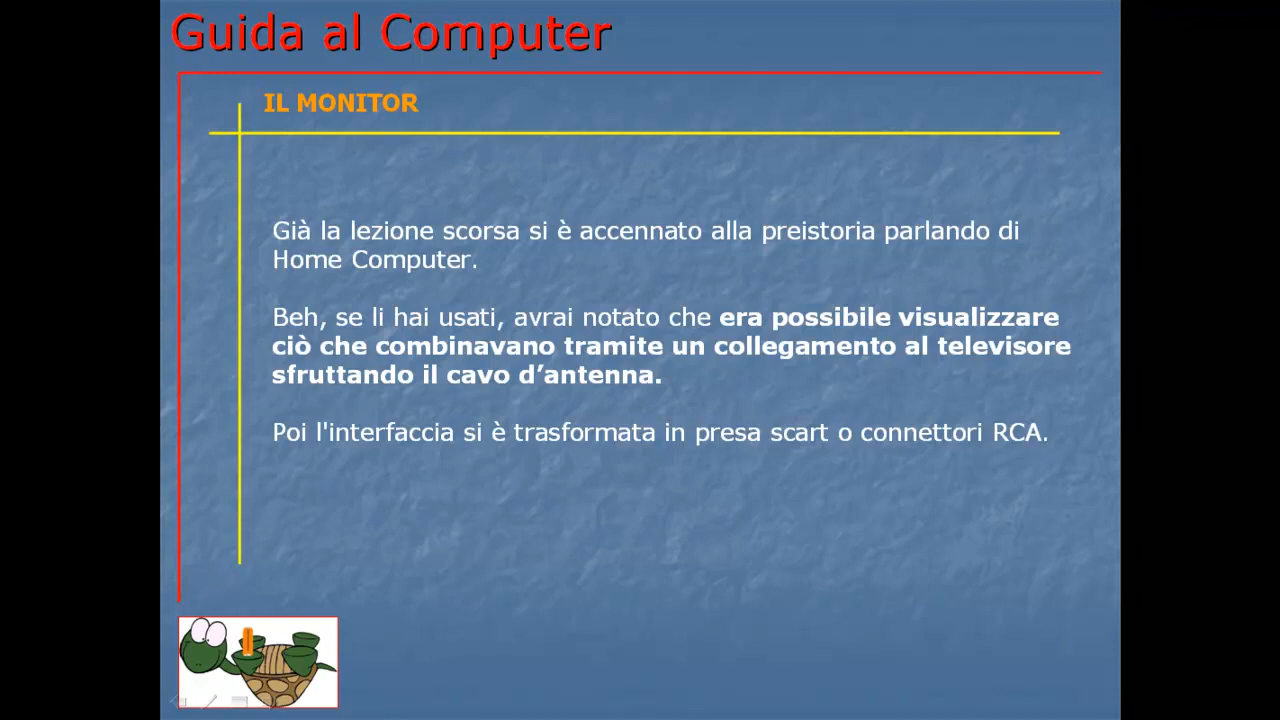 Guida al Computer
IL MONITOR
Già la lezione scorsa si è accennato alla preistoria parlando di
Home Computer.
Beh, se li hai usati, avrai notato che era possibile visualizzare
ciò che combinavano tramite un collegamento al televisore
sfruttando il cavo d’antenna.
Poi l'interfaccia si è trasformata in presa scart o connettori RCA.